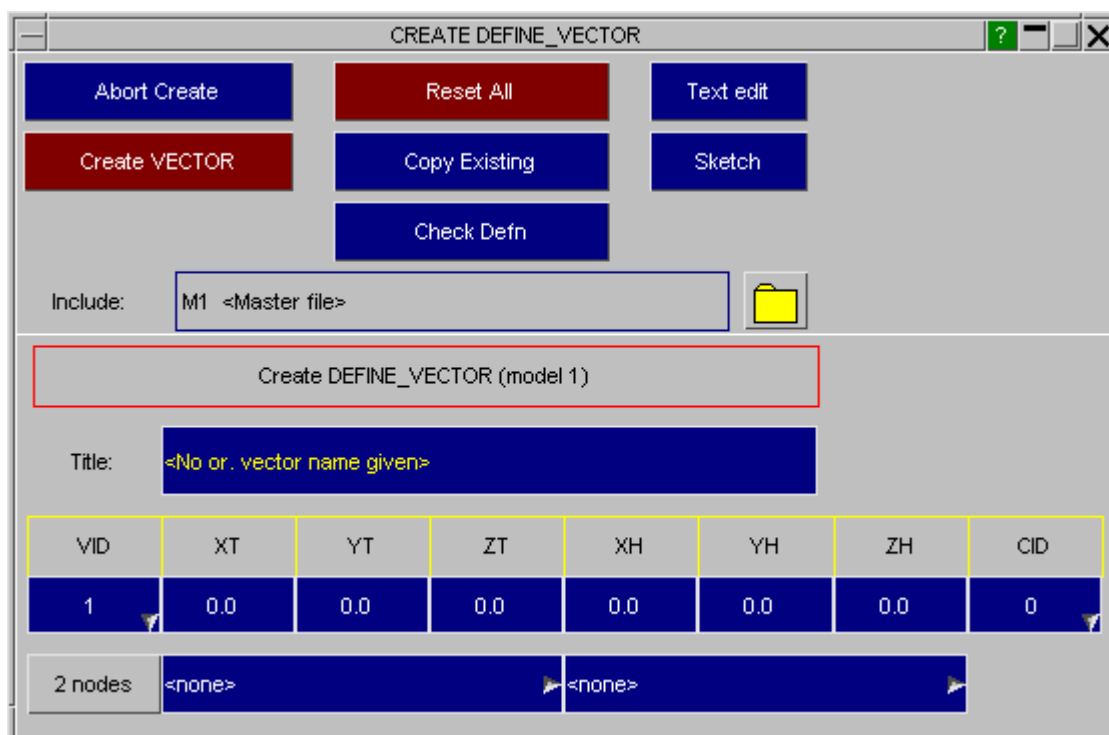 CREATE DEFINE_VECTOR ?
Abort Create Reset All Text edit
Create VECTOR Copy Existing Sketch
Check Defn
Include: M1 <Master file>
Create DEFINE_VECTOR (model 1)
Title: <No or. vector name given>
VID XT YT ZT XH YH ZH CID
1 0.0 0.0 0.0 0.0 0.0 0.0 0
2 nodes <none> <none>